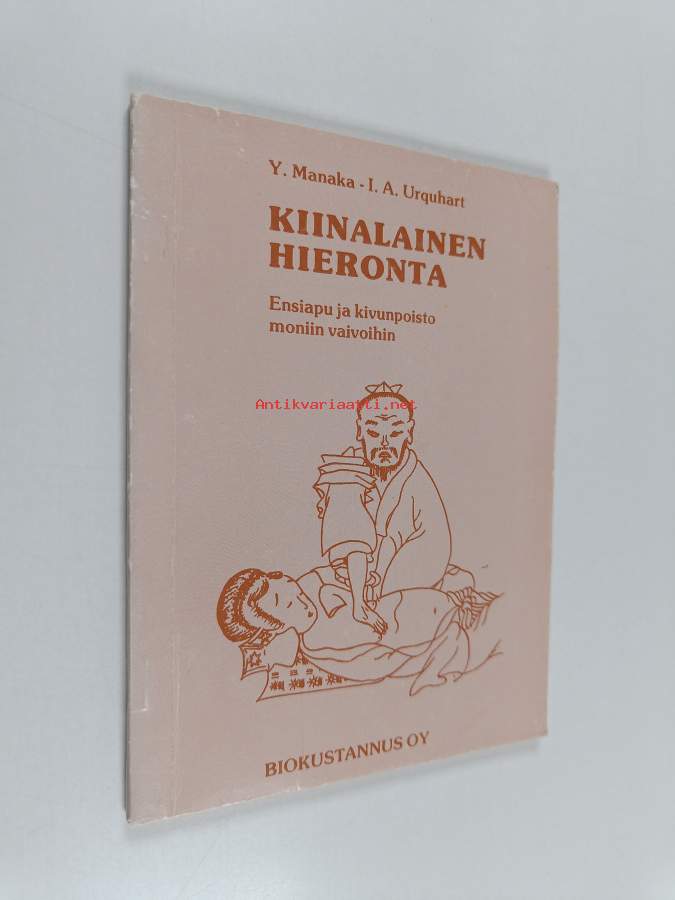 Y. Manaka - I. A. Urquhart
KIINALAINEN
HIERONTA
Ensiapu ja kivunpoisto
moniin vaivoihin
Antikvariaatti.net
BIOKUSTANNUS OY